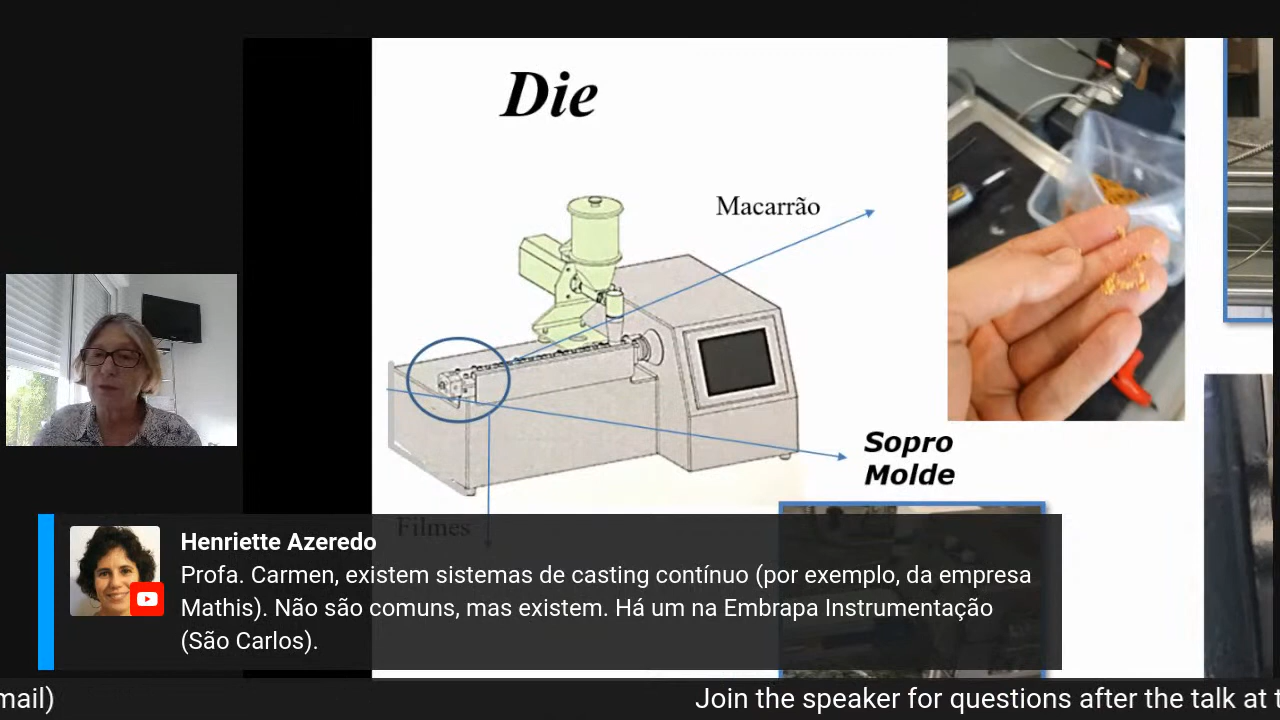 Die
Macarrão
Sopro
Molde
Filmes
Henriette Azeredo
Profa. Carmen, existem sistemas de casting contínuo (por exemplo, da empresa
Mathis). Não são comuns, mas existem. Há um na Embrapa Instrumentação
(São Carlos).
mail)
Join the speaker for questions after the talk at t